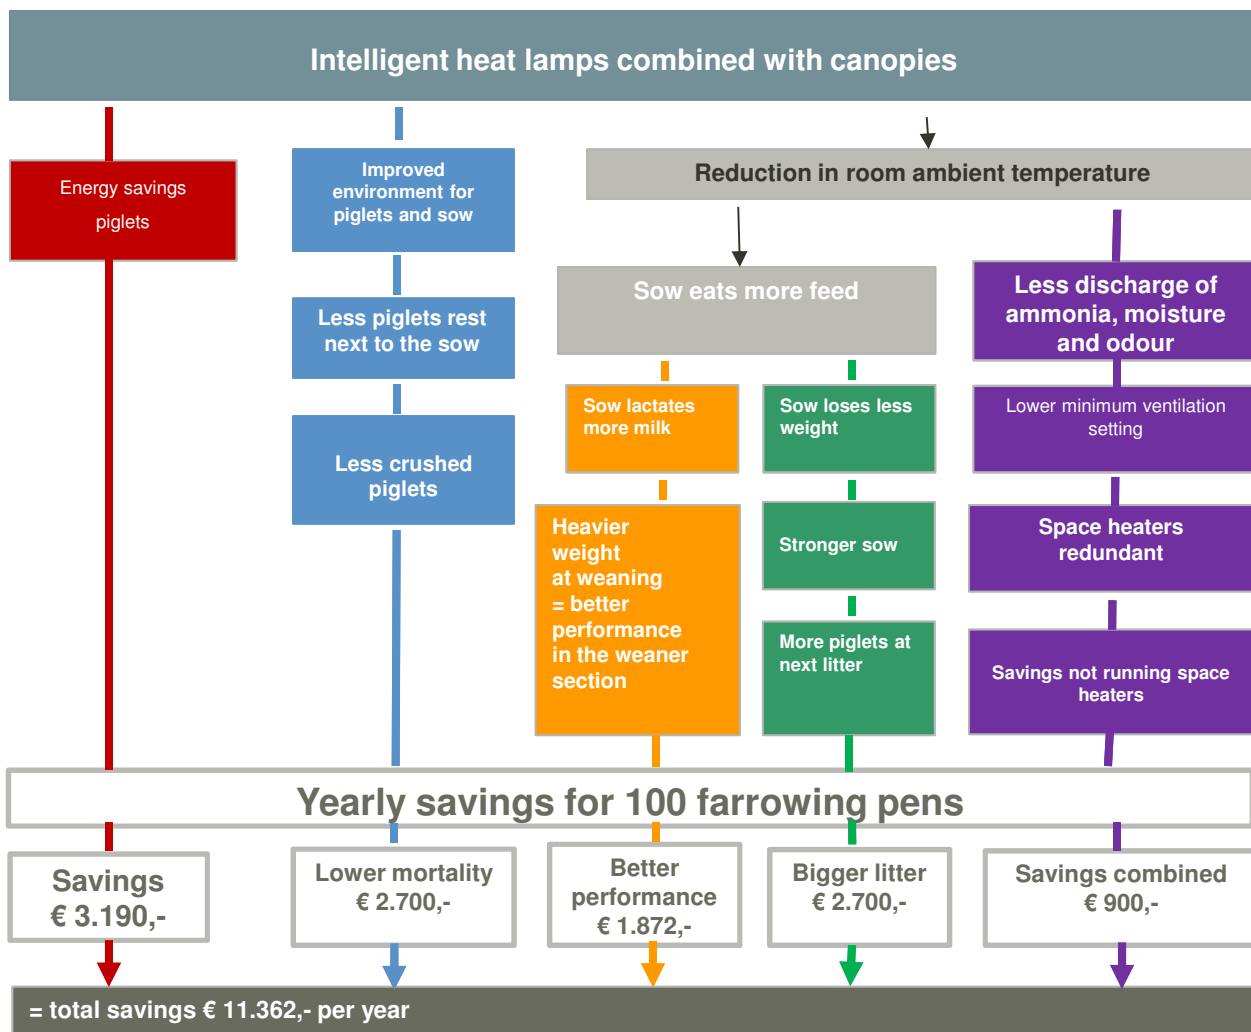 Intelligent heat lamps combined with canopies
Energy savings
piglets
Improved
environment for
piglets and sow
Less piglets rest
next to the sow
Less crushed
piglets
Reduction in room ambient temperature
Sow eats more feed
Sow lactates
more milk
Heavier
weight
at weaning
= better
performance
in the weaner
section
Sow loses less
weight
Stronger sow
More piglets at
next litter
Less discharge of
ammonia, moisture
and odour
Lower minimum ventilation
setting
Space heaters
redundant
Savings not running space
heaters
Yearly savings for 100 farrowing pens
Savings
€ 3.190,-
Lower mortality
€ 2.700,-
Better
performance
€ 1.872,-
Bigger litter
€ 2.700,-
Savings combined
€ 900,-
= total savings € 11.362,- per year